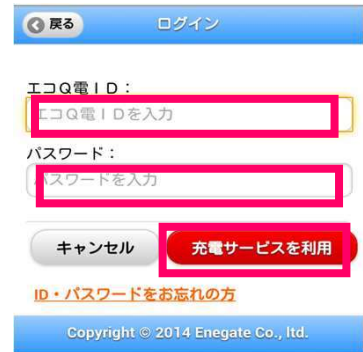 戻る
ログイン
エコQ電ID：
エコQ電IDを入力
パスワード：
パスワードを入力
キャンセル
充電サービスを利用
ID・パスワードをお忘れの方
Copyright © 2014 Enegate Co., ltd.